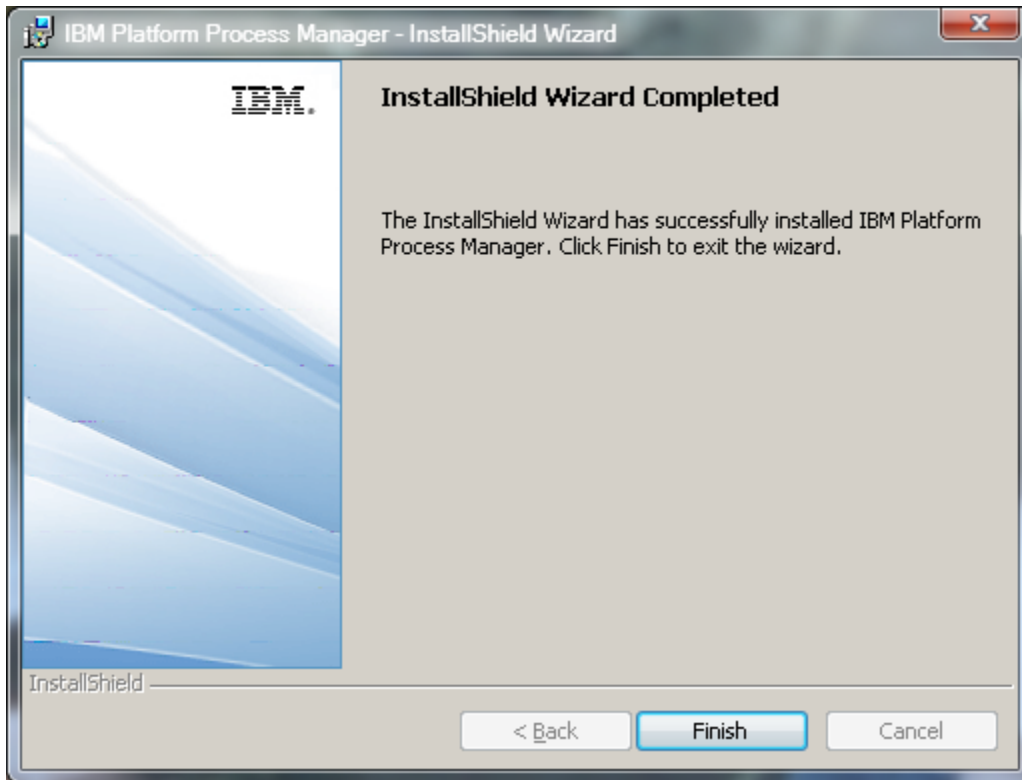 IBM Platform Process Manager - InstallShield Wizard
x
IBM.
InstallShield Wizard Completed
The InstallShield Wizard has successfully installed IBM Platform
Process Manager. Click Finish to exit the wizard.
InstallShield
< Back
Finish
Cancel